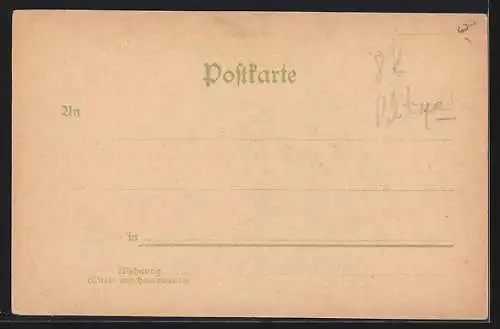 Postkarte
An
in
Wohnung
(Straße und Hausnummer)